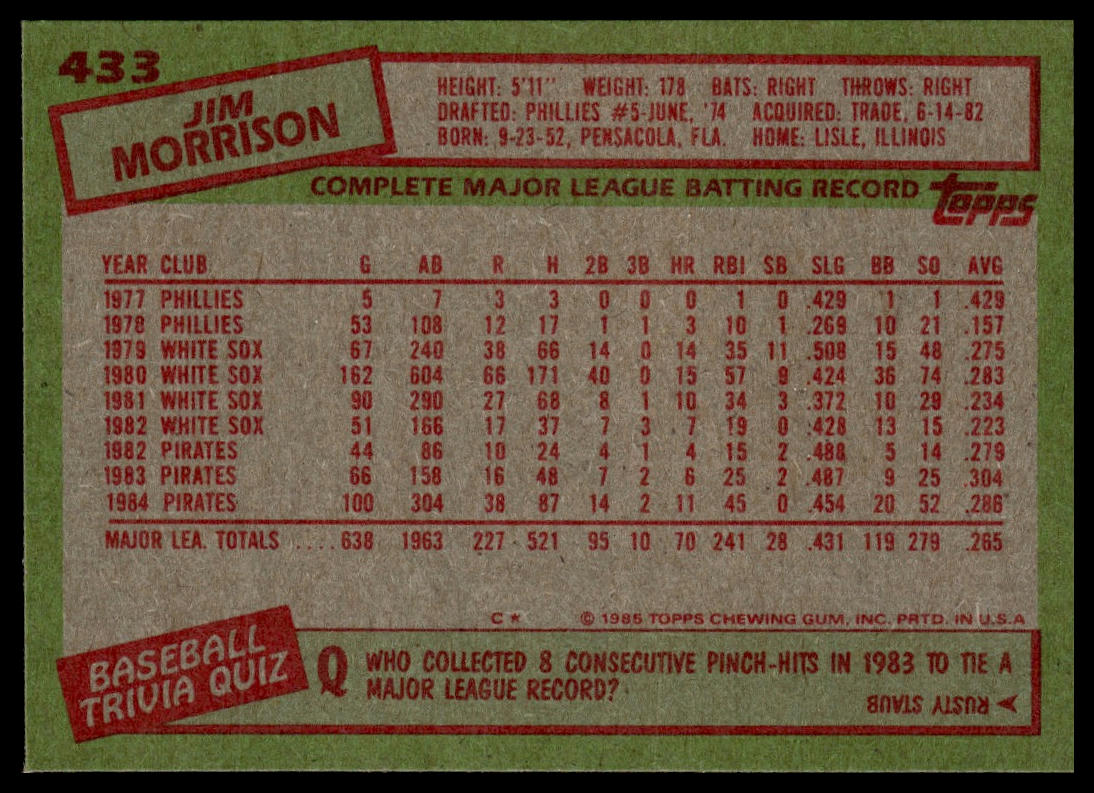 433
JIM
MORRISON
HEIGHT: 5'11" WEIGHT: 178 BATS: RIGHT THROWS: RIGHT
DRAFTED: PHILLIES #5-JUNE, '74 ACQUIRED: TRADE, 6-14-82
BORN: 9-23-52, PENSACOLA, FLA. HOME: LISLE, ILLINOIS
COMPLETE MAJOR LEAGUE BATTING RECORD topps
YEAR CLUB G AB R H 2B 3B HR RBI SB SLG BB SO AVG
1977 PHILLIES 5 7 3 3 0 0 0 1 0 .429 1 1 .429
1978 PHILLIES 53 108 12 17 1 1 3 10 1 .269 10 21 .157
1979 WHITE SOX 67 240 38 66 14 0 14 35 11 .508 15 48 .275
1980 WHITE SOX 162 604 66 171 40 0 15 57 9 .424 36 74 .283
1981 WHITE SOX 90 290 27 68 8 1 10 34 3 .372 10 29 .234
1982 WHITE SOX 51 166 17 37 7 3 7 19 0 .428 13 15 .223
1982 PIRATES 44 86 10 24 4 1 4 15 2 .488 5 14 .279
1983 PIRATES 66 158 16 48 7 2 6 25 2 .487 9 25 .304
1984 PIRATES 100 304 38 87 14 2 11 45 0 .454 20 52 .286
MAJOR LEA. TOTALS .... 638 1963 227 521 95 10 70 241 28 .431 119 279 .265
C * © 1985 TOPPS CHEWING GUM, INC. PRTD. IN U.S.A
BASEBALL
TRIVIA QUIZ
Q WHO COLLECTED 8 CONSECUTIVE PINCH-HITS IN 1983 TO TIE A
MAJOR LEAGUE RECORD?
RUSTY STAUB